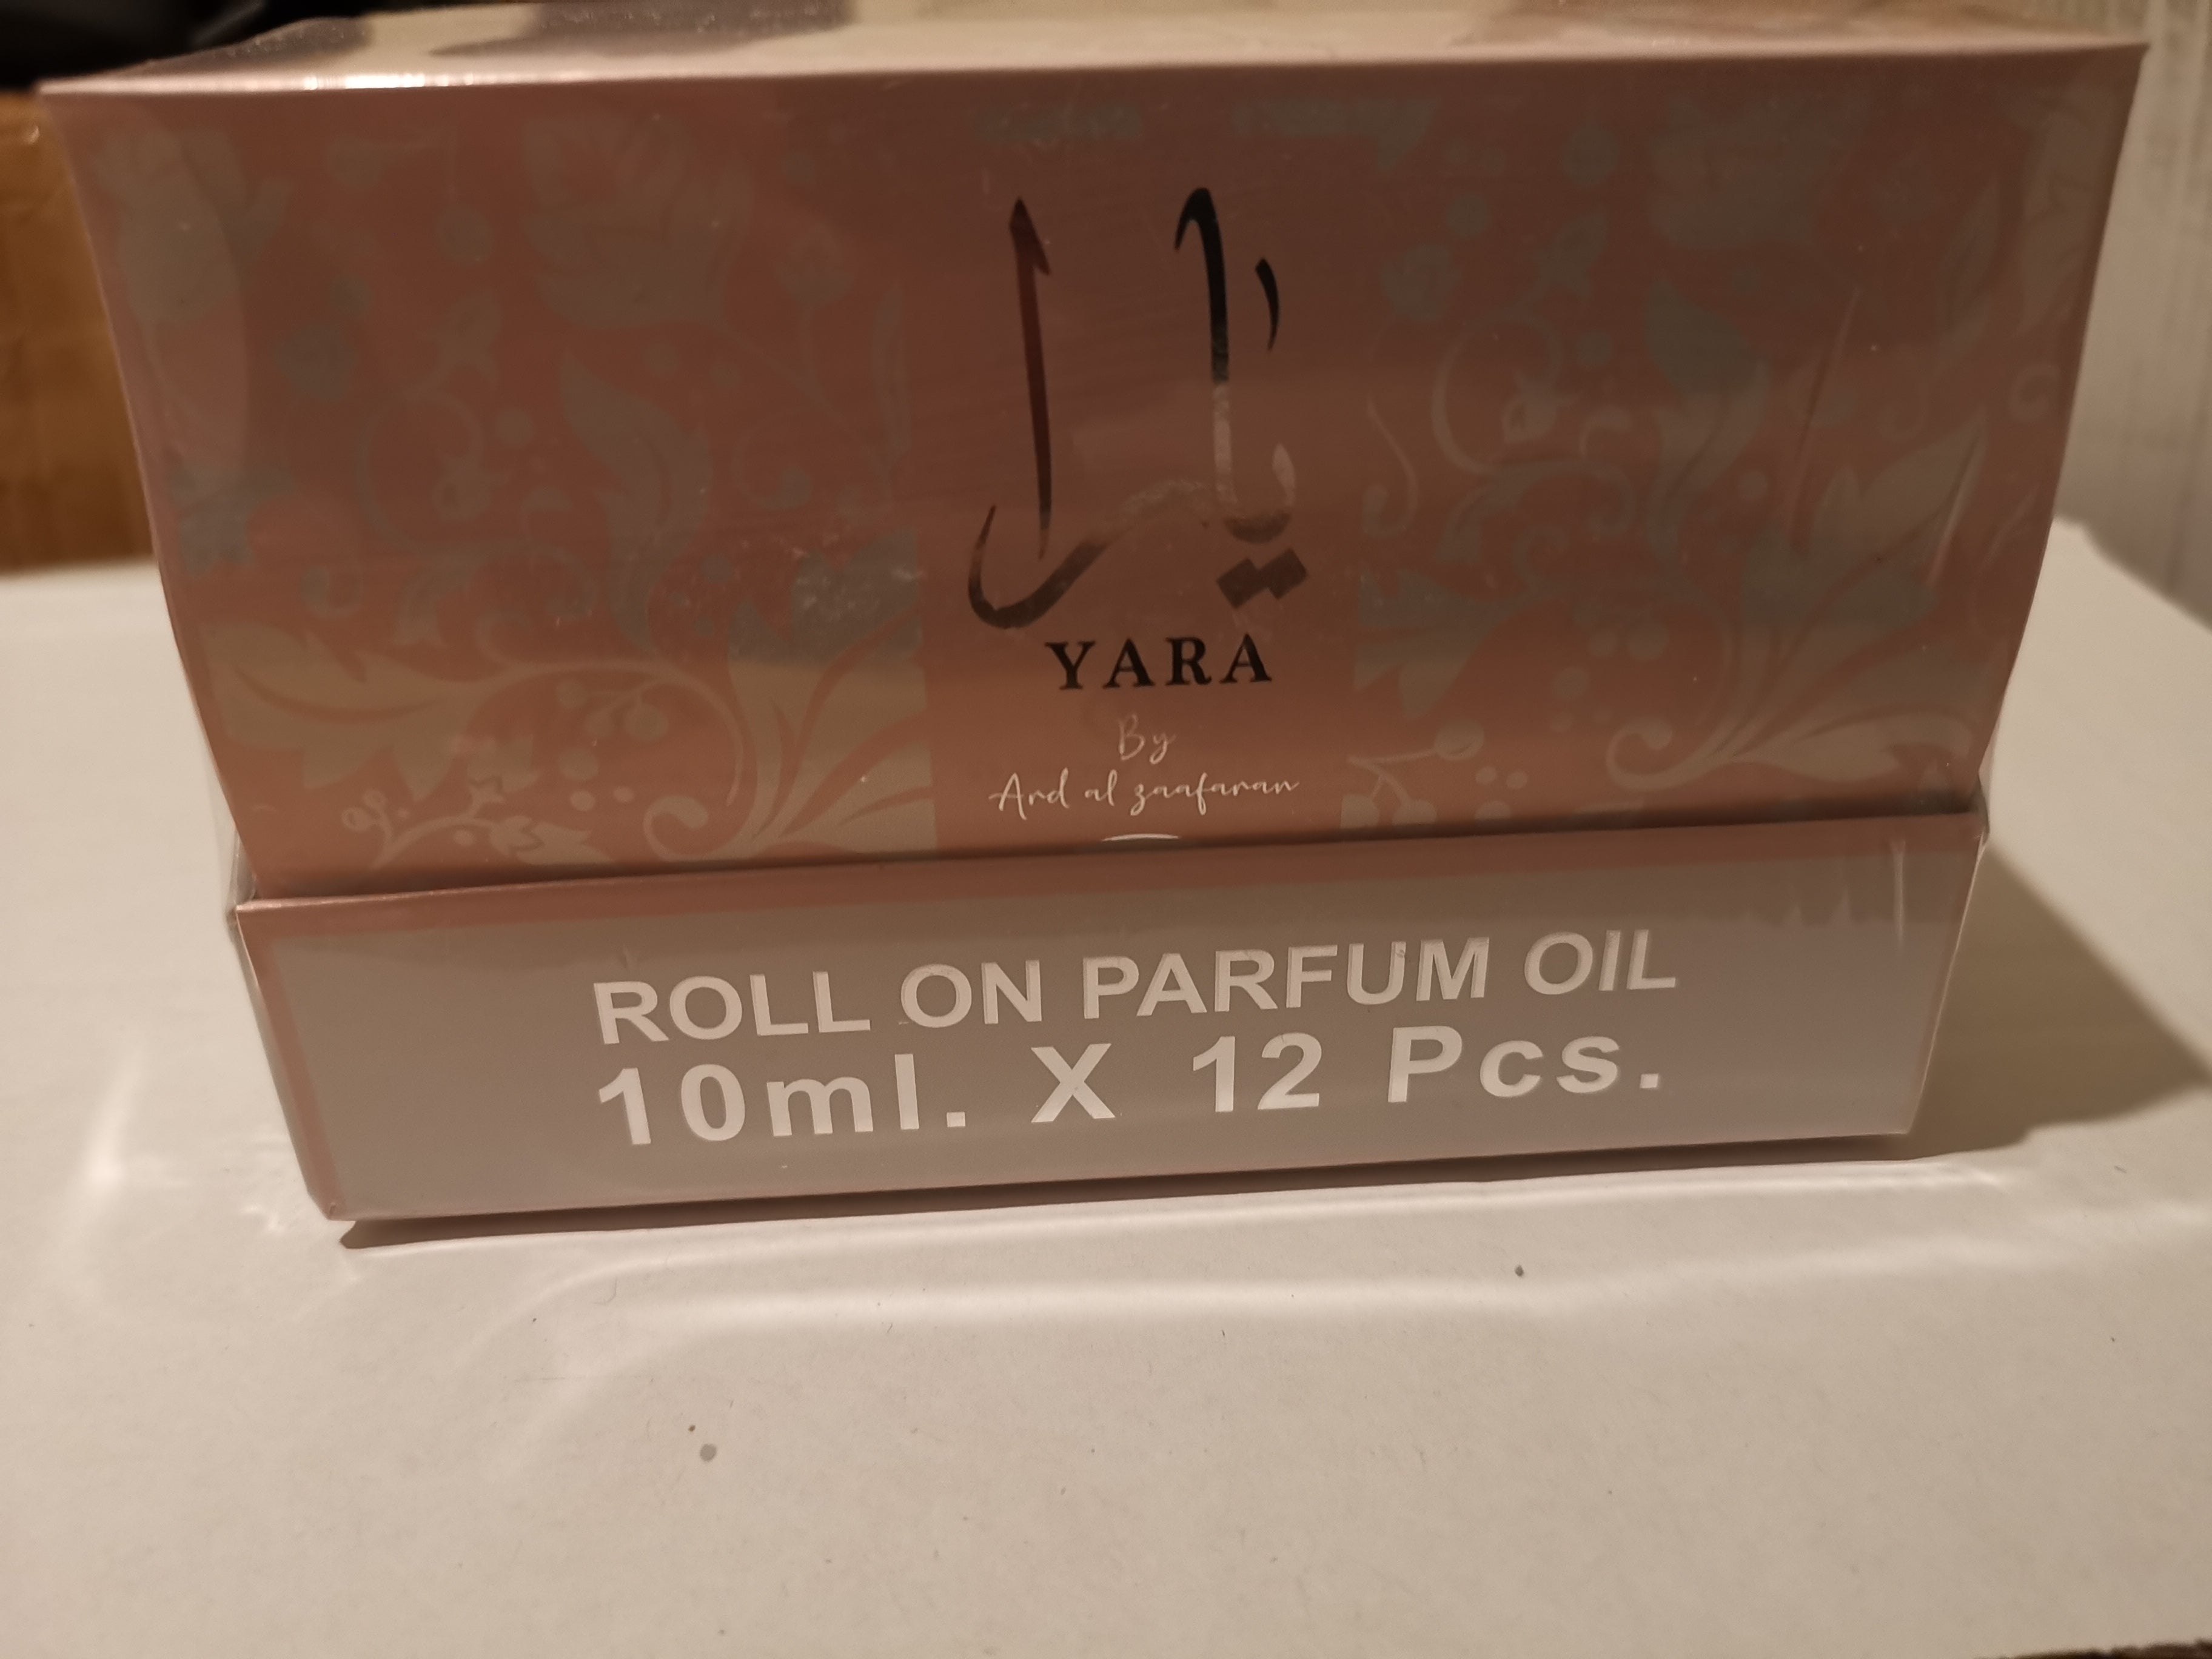 يارا
YARA
By
Ard al zaafaran
ROLL ON PARFUM OIL
10ml. X 12 Pcs.